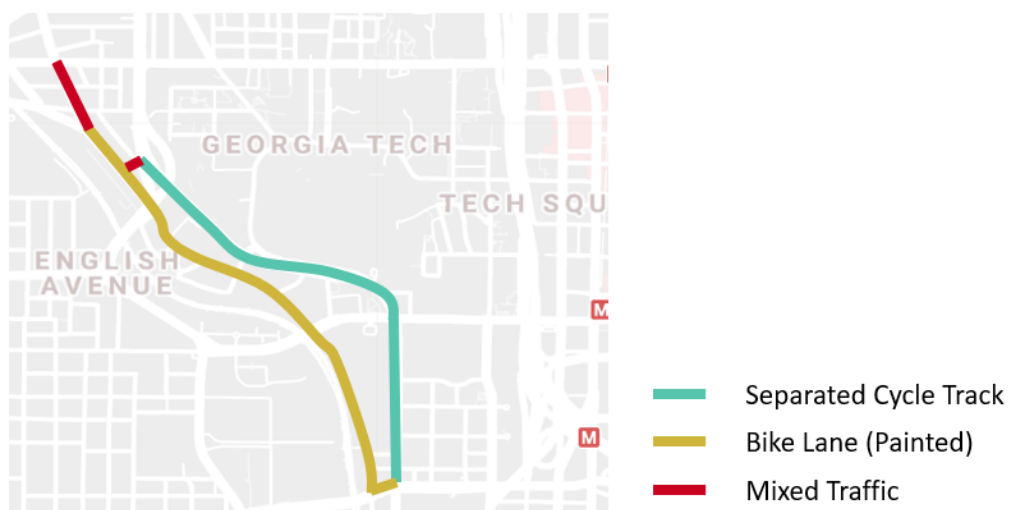 GEORGIA TECH
TECH SQU
ENGLISH
AVENUE
M
M
Separated Cycle Track
Bike Lane (Painted)
Mixed Traffic